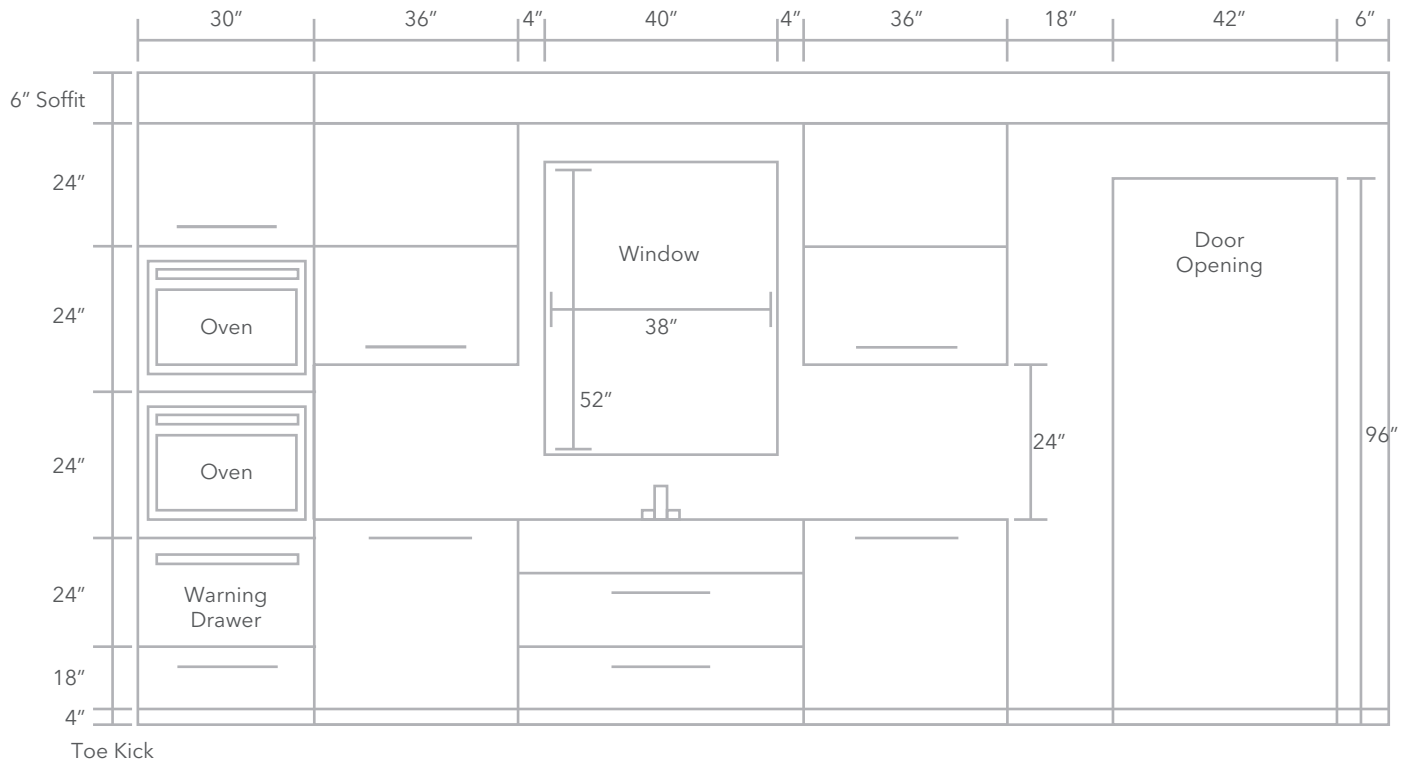 30”
36”
4”
40”
4”
36”
18”
42”
6”
6” Soffit
24”
24”
24”
24”
18”
4”
Toe Kick
Oven
Oven
Warning
Drawer
Window
38”
52”
24”
Door
Opening
96”